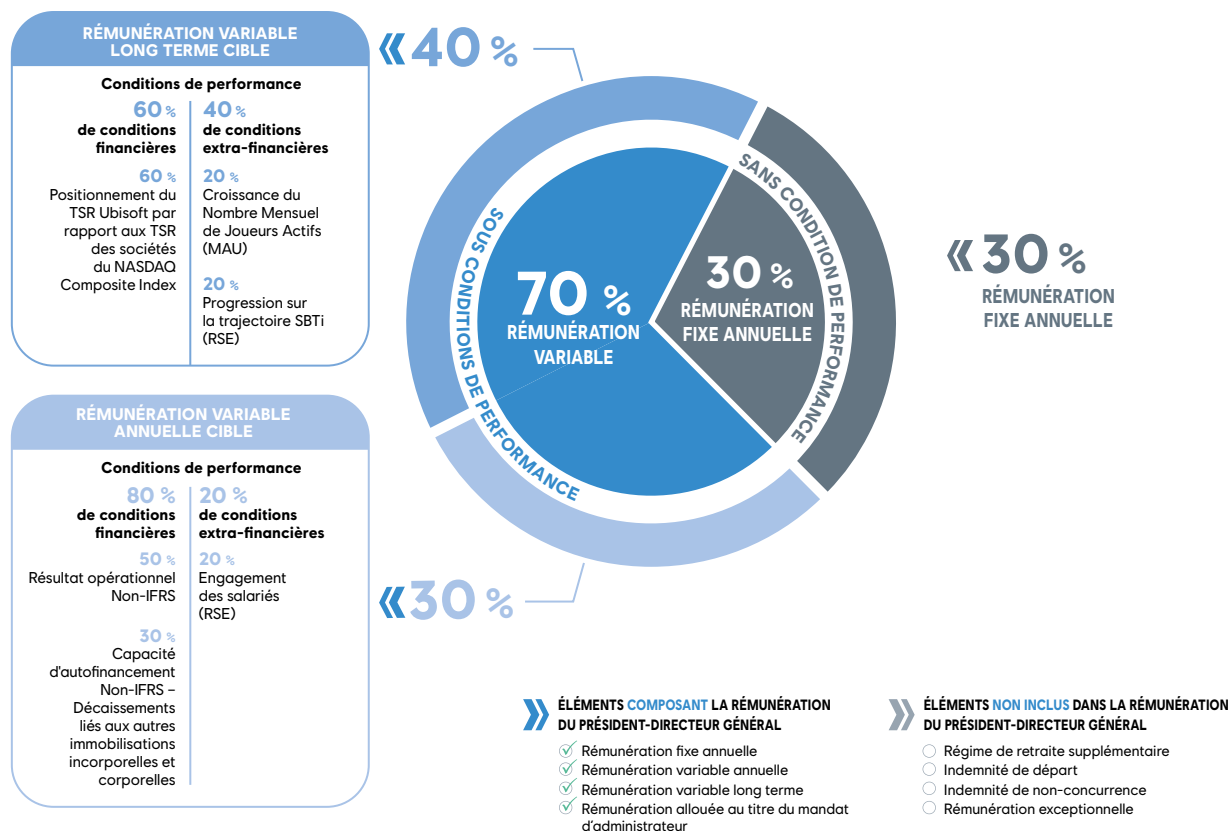 RÉMUNÉRATION VARIABLE
LONG TERME CIBLE
Conditions de performance
60 %
de conditions
financières
60 %
Positionnement du
TSR Ubisoft par
rapport aux TSR
des sociétés
du NASDAQ
Composite Index
40 %
de conditions
extra-financières
20 %
Croissance du
Nombre Mensuel
de Joueurs Actifs
(MAU)
20 %
Progression sur
la trajectoire SBTi
(RSE)
40 %
SOUS CONDITIONS DE PERFORMANCE
70 %
RÉMUNÉRATION
VARIABLE
SANS CONDITION DE PERFORMANCE
30 %
RÉMUNÉRATION
FIXE ANNUELLE
30 %
RÉMUNÉRATION
FIXE ANNUELLE
RÉMUNÉRATION VARIABLE
ANNUELLE CIBLE
Conditions de performance
80 %
de conditions
financières
50 %
Résultat opérationnel
Non-IFRS
30 %
Capacité
d'autofinancement
Non-IFRS –
Décaissements
liés aux autres
immobilisations
incorporelles et
corporelles
20 %
de conditions
extra-financières
20 %
Engagement
des salariés
(RSE)
30 %
ÉLÉMENTS COMPOSANT LA RÉMUNÉRATION
DU PRÉSIDENT-DIRECTEUR GÉNÉRAL
Rémunération fixe annuelle
Rémunération variable annuelle
Rémunération variable long terme
Rémunération allouée au titre du mandat
d'administrateur
ÉLÉMENTS NON INCLUS DANS LA RÉMUNÉRATION
DU PRÉSIDENT-DIRECTEUR GÉNÉRAL
Régime de retraite supplémentaire
Indemnité de départ
Indemnité de non-concurrence
Rémunération exceptionnelle